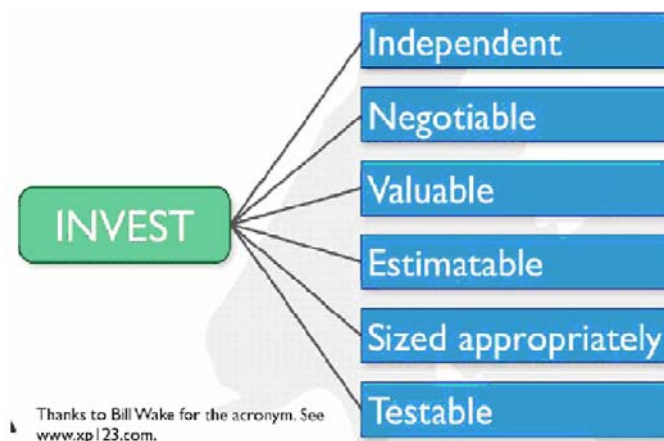 Independent
Negotiable
Valuable
INVEST
Estimatable
Sized appropriately
Testable
Thanks to Bill Wake for the acronym. See
www.xp123.com.